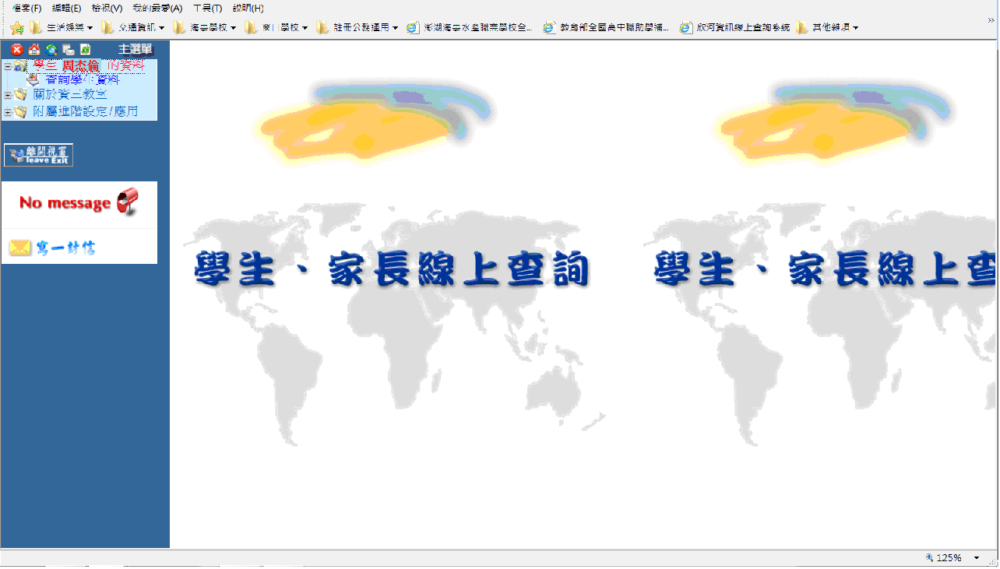 檔案(F) 編輯(E) 檢視(V) 我的最愛(A) 工具(T) 說明(H)
生活娛樂 交通資訊 海事學校 友口學校 註冊公務通用 澎湖海事水產職業學校全... 教育部全國高中職助學補... 欣河資訊線上查詢系統 其他雜項
主選單
學生 周杰倫 的資料
查詢學生資料
關於資三教室
附屬進階設定/應用
離開視窗
leave Exit
No message
寫一封信
學生、家長線上查詢
學生、家長線上查
125%